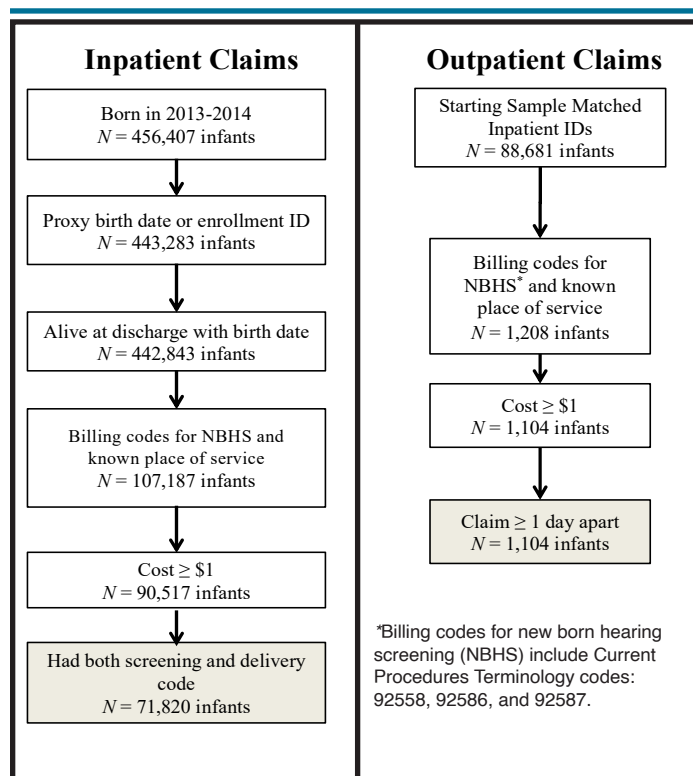 Inpatient Claims
Born in 2013-2014
N = 456,407 infants
Proxy birth date or enrollment ID
N = 443,283 infants
Alive at discharge with birth date
N = 442,843 infants
Billing codes for NBHS and
known place of service
N = 107,187 infants
Cost ≥ $1
N = 90,517 infants
Had both screening and delivery
code
N = 71,820 infants
Outpatient Claims
Starting Sample Matched
Inpatient IDs
N = 88,681 infants
Billing codes for
NBHS* and known
place of service
N = 1,208 infants
Cost ≥ $1
N = 1,104 infants
Claim ≥ 1 day apart
N = 1,104 infants
*Billing codes for new born hearing
screening (NBHS) include Current
Procedures Terminology codes:
92558, 92586, and 92587.